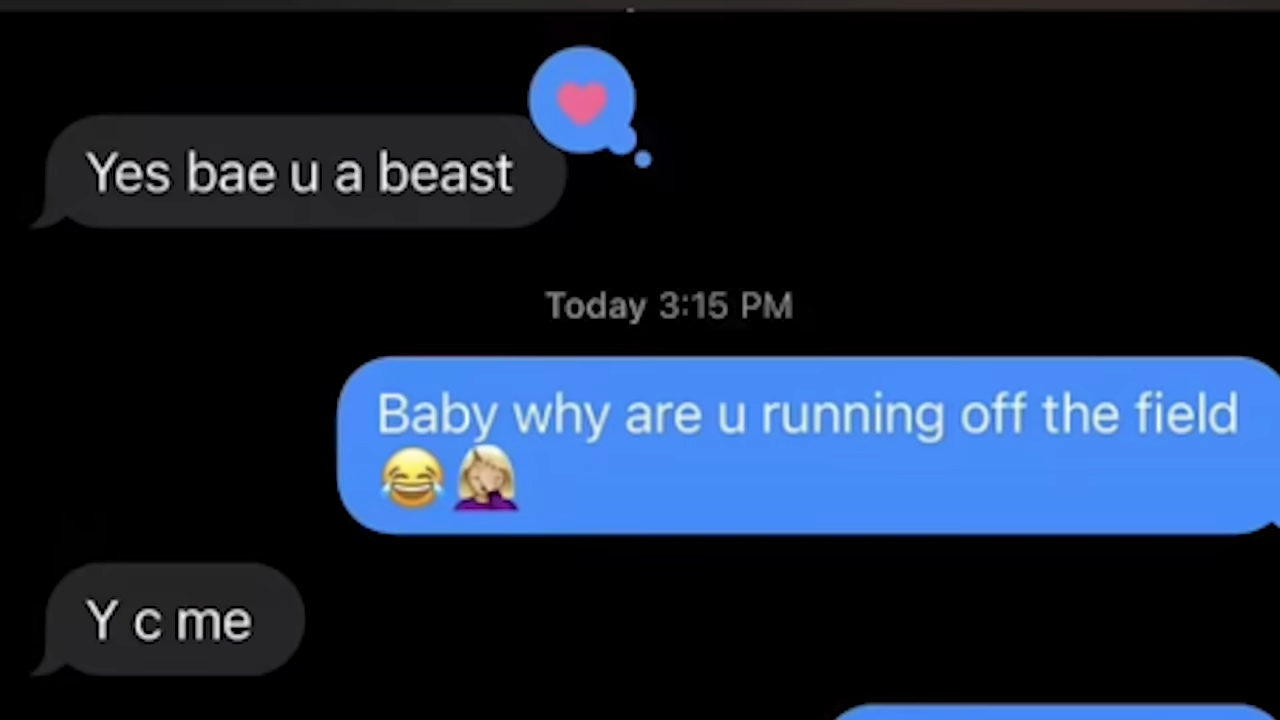 Yes bae u a beast
Today 3:15 PM
Baby why are u running off the field
😂 🤦🏼‍♀️
Y c me